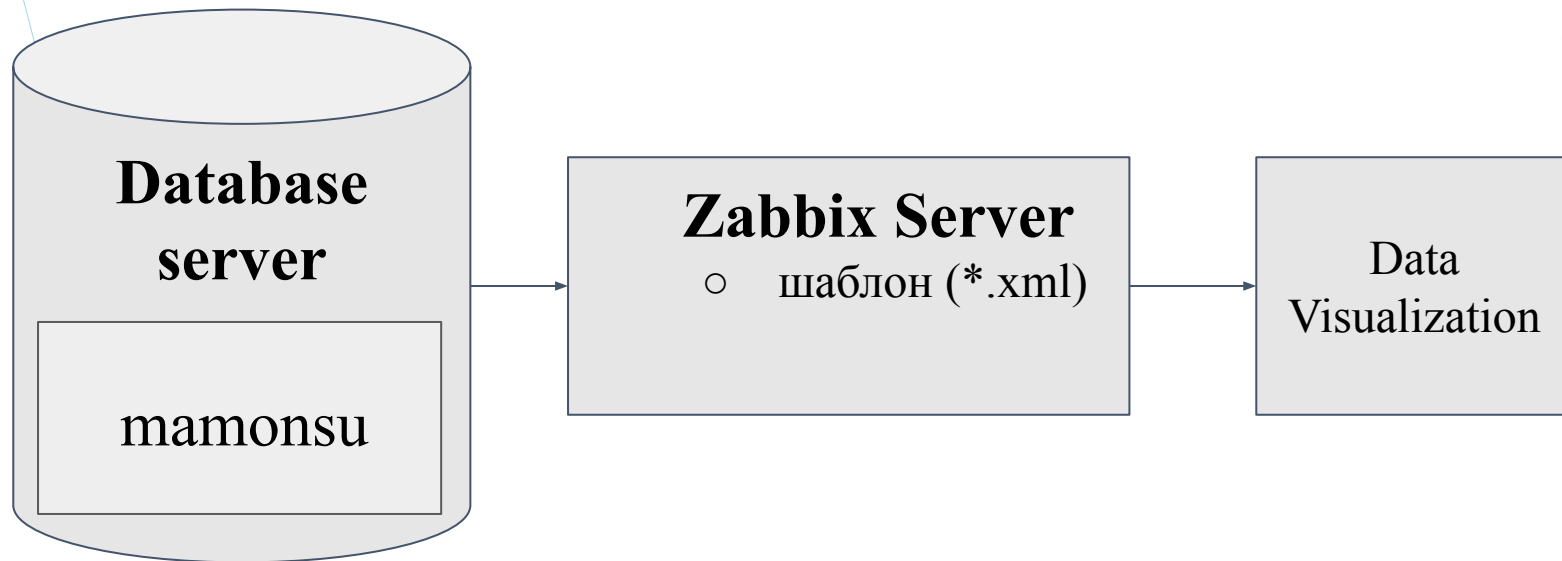 Database
server
mamonsu
Zabbix Server
○ шаблон (*.xml)
Data
Visualization